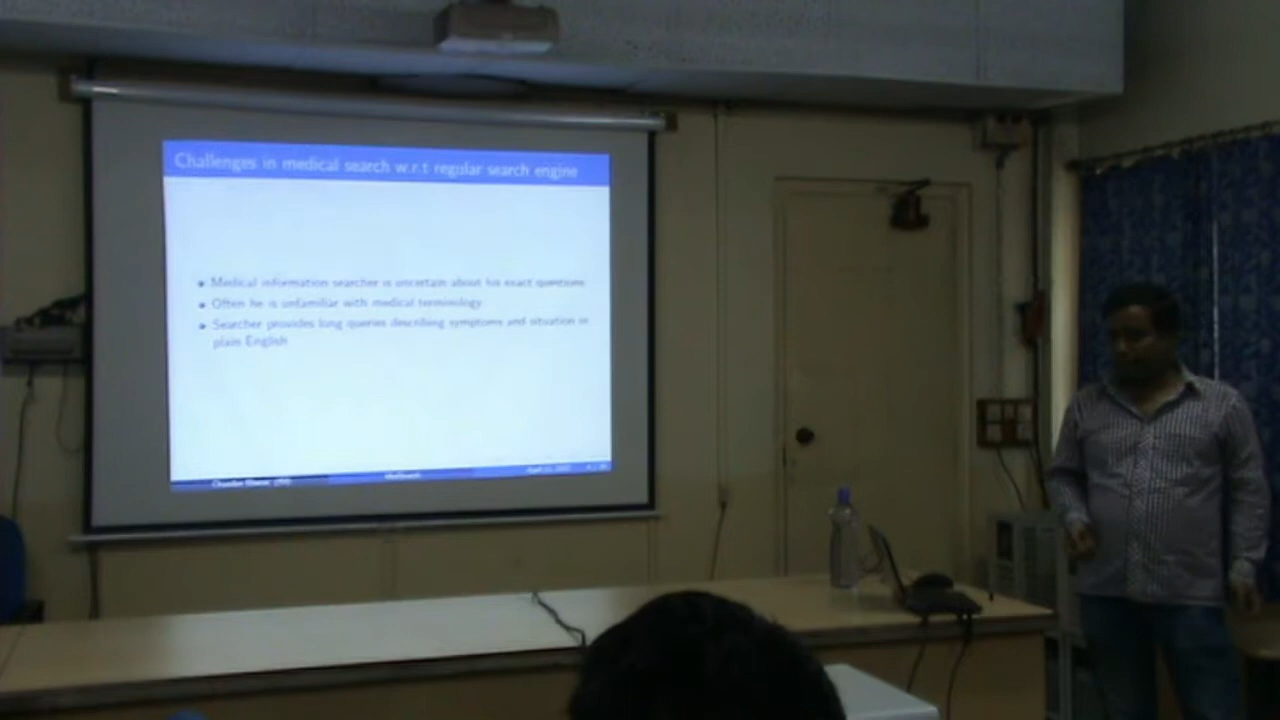 Challenges in medical search w.r.t regular search engine
Medical information searcher is uncertain about his exact questions
Often he is unfamiliar with medical terminology
Searcher provides long queries describing symptoms and situation in
plain English